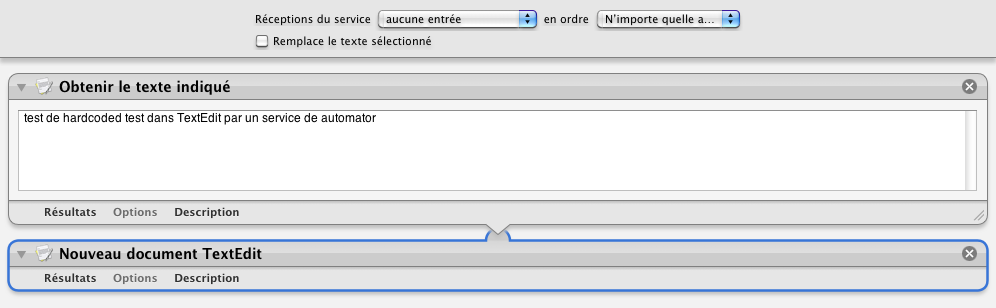 Réceptions du service aucune entrée en ordre N'importe quelle a...
Remplace le texte sélectionné
Obtenir le texte indiqué
test de hardcoded test dans TextEdit par un service de automator
Résultats Options Description
Nouveau document TextEdit
Résultats Options Description